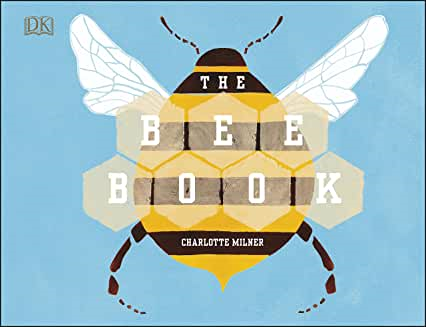 DK
THE
BEE
BOOK
CHARLOTTE MILNER